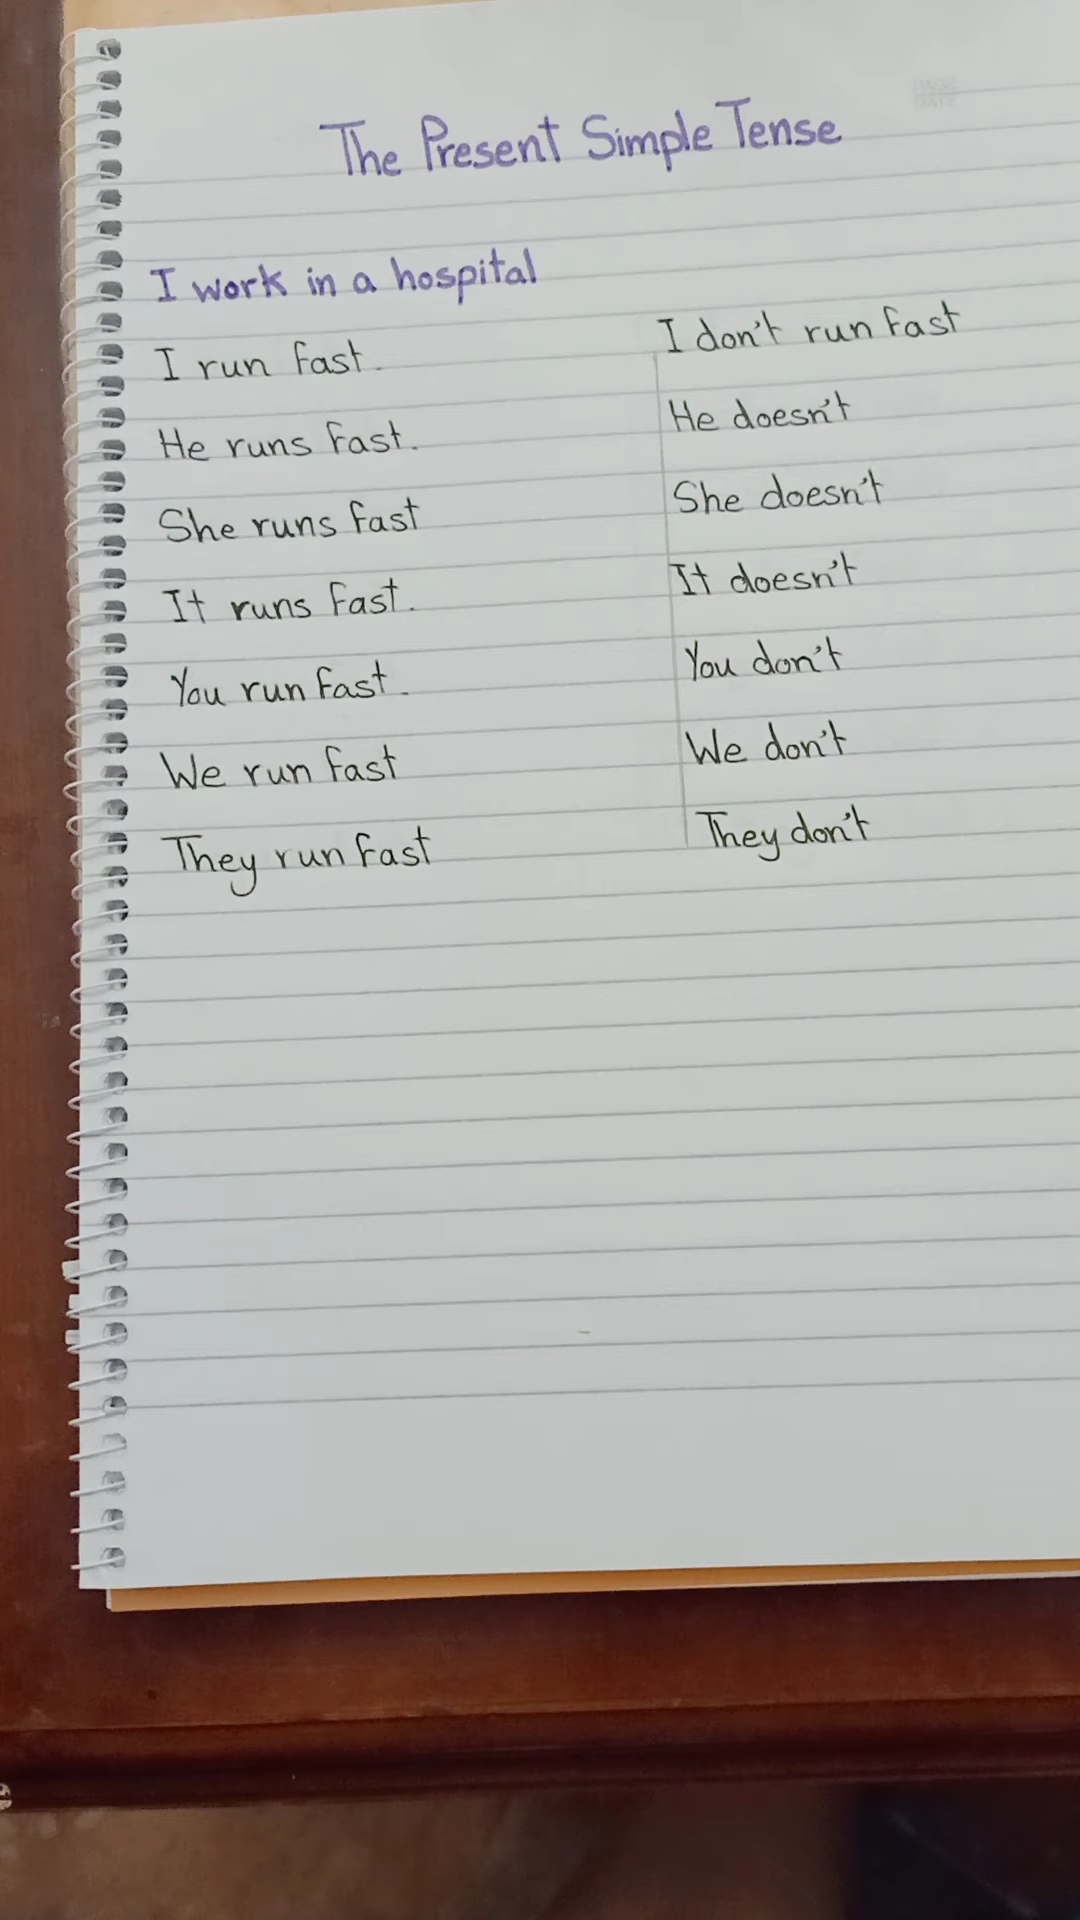 The Present Simple Tense
I work in a hospital
I run fast.
I don't run fast
He runs fast.
He doesn't
She runs fast
She doesn't
It runs fast.
It doesn't
You run fast.
You don't
We run fast
We don't
They run fast
They don't